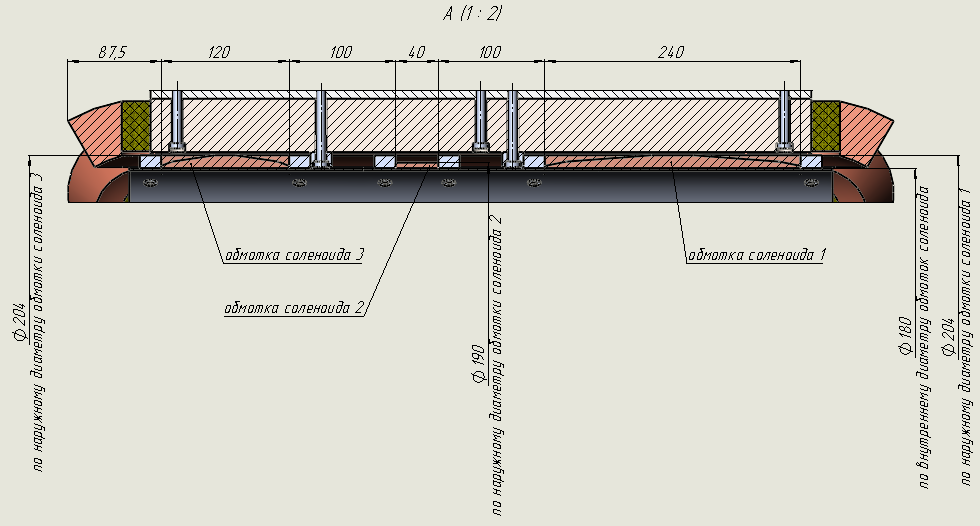 А (1 : 2)
87,5
120
100
40
100
240
обмотка соленоида 3
обмотка соленоида 1
обмотка соленоида 2
⌀204
по наружному диаметру обмотки соленоида 3
⌀190
по наружному диаметру обмотки соленоида 2
⌀180
по внутреннему диаметру обмоток соленоида
⌀204
по наружному диаметру обмотки соленоида 1